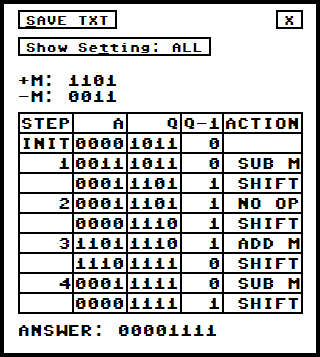 SAVE TXT X
Show Setting: ALL
+M: 1101
-M: 0011
STEP A Q Q-1 ACTION
INIT 0000 1011 0
1 0011 1011 0 SUB M
0001 1101 1 SHIFT
2 0001 1101 1 NO OP
0000 1110 1 SHIFT
3 1101 1110 1 ADD M
1110 1111 0 SHIFT
4 0001 1111 0 SUB M
0000 1111 1 SHIFT
ANSWER: 00001111